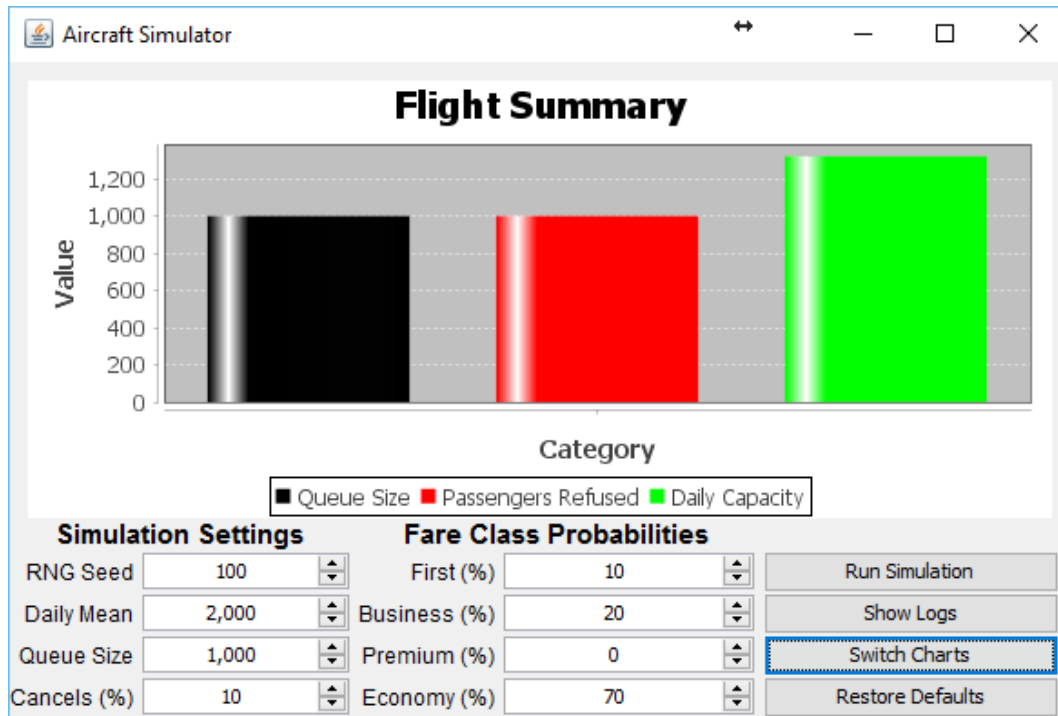 Aircraft Simulator
Flight Summary
Value
1,200
1,000
800
600
400
200
0
Category
Queue Size Passengers Refused Daily Capacity
Simulation Settings Fare Class Probabilities
RNG Seed 100 First (%) 10 Run Simulation
Daily Mean 2,000 Business (%) 20 Show Logs
Queue Size 1,000 Premium (%) 0 Switch Charts
Cancels (%) 10 Economy (%) 70 Restore Defaults